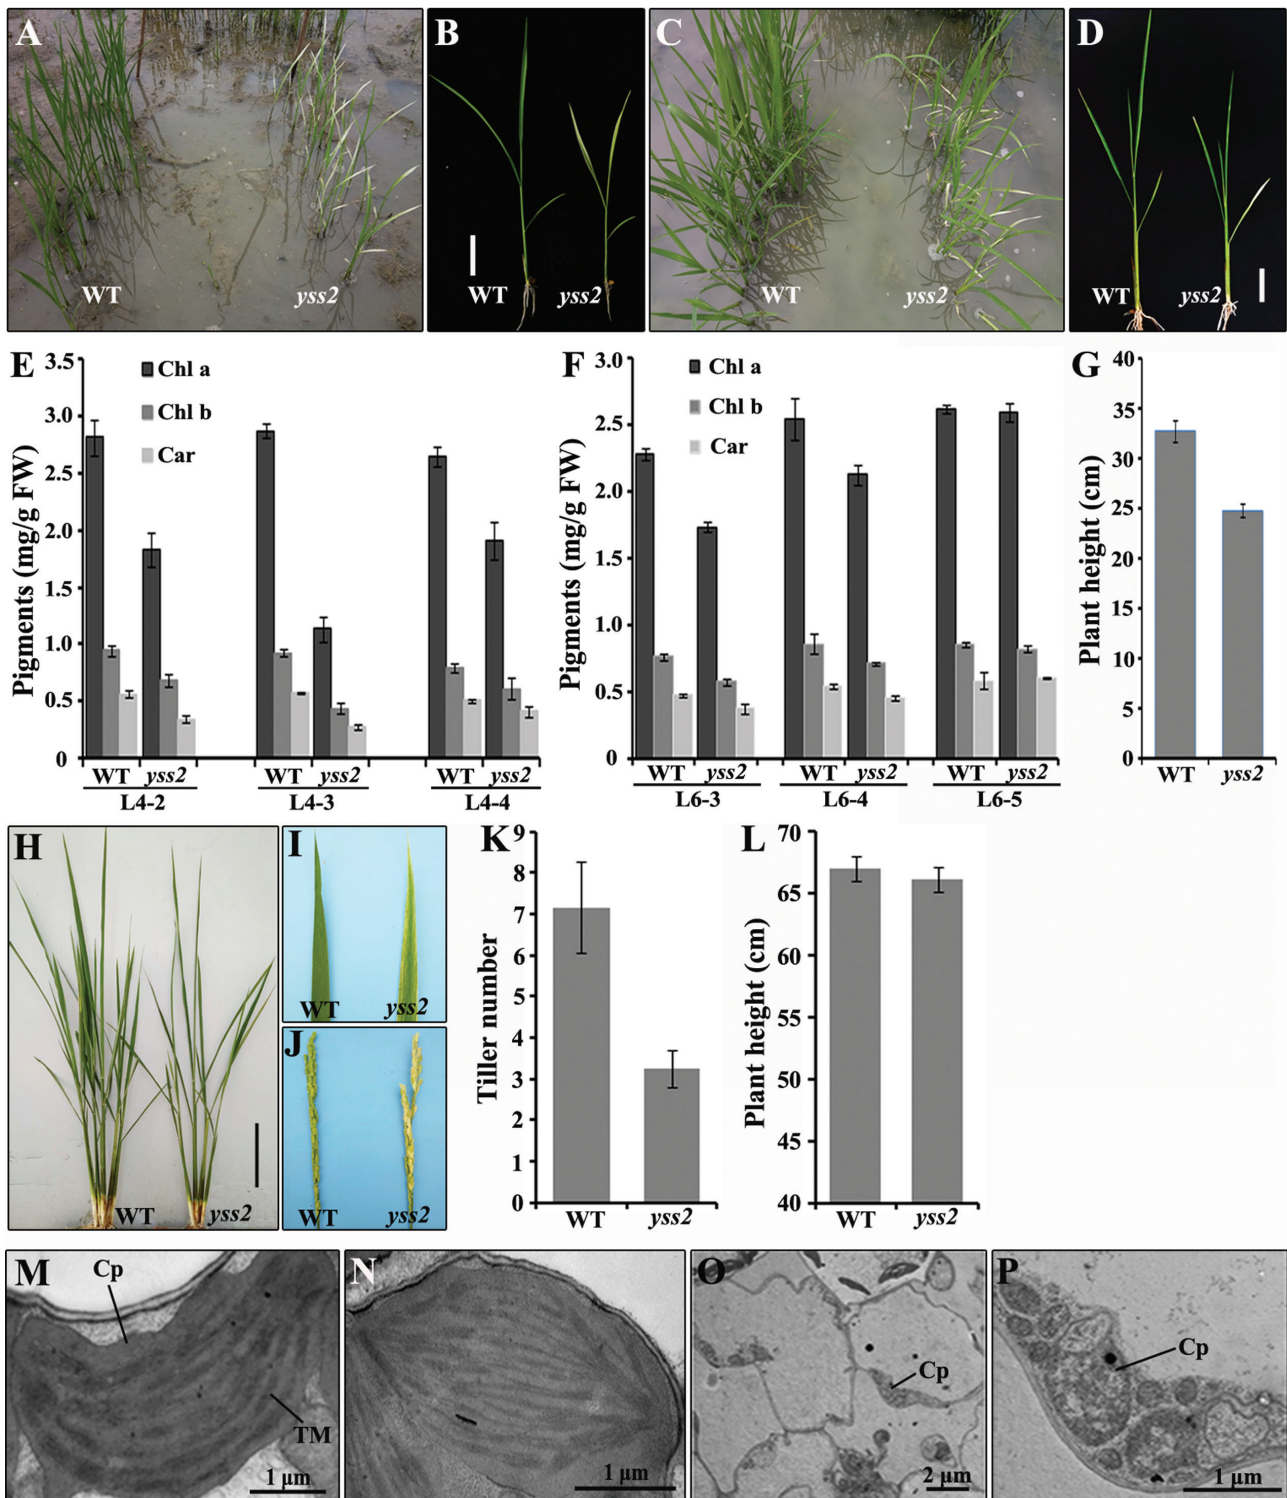 A
WT
yss2
B
WT
yss2
C
WT
yss2
D
WT
yss2
E
Pigments (mg/g FW)
3.5
3.0
2.5
2.0
1.5
1.0
0.5
0
Chl a
Chl b
Car
WT yss2 WT yss2 WT yss2
L4-2 L4-3 L4-4
F
Pigments (mg/g FW)
3.0
2.5
2.0
1.5
1.0
0.5
0
Chl a
Chl b
Car
WT yss2 WT yss2 WT yss2
L6-3 L6-4 L6-5
G
Plant height (cm)
40
35
30
25
20
15
10
5
0
WT yss2
H
WT yss2
I
WT yss2
J
WT yss2
K
Tiller number
9
8
7
6
5
4
3
2
1
0
WT yss2
L
Plant height (cm)
70
65
60
55
50
45
40
WT yss2
M
Cp
TM
1 μm
N
1 μm
O
Cp
2 μm
P
Cp
1 μm